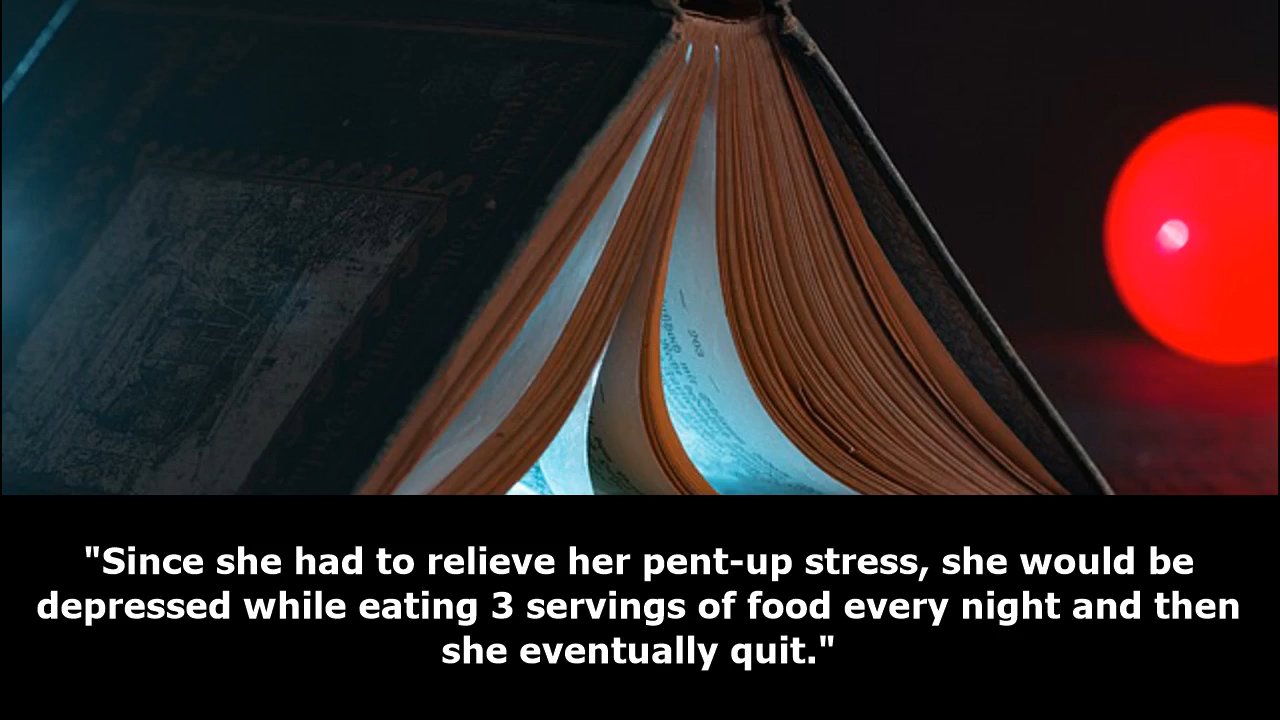 "Since she had to relieve her pent-up stress, she would be
depressed while eating 3 servings of food every night and then
she eventually quit."